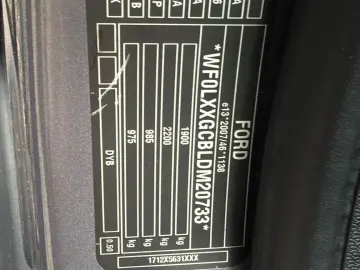 FORD
e13*2007/46*1138
*WF0LXXGCBLDM20733*
1900 kg
2200 kg
985 kg
975 kg
DYB 0.50
1712X5631XXX